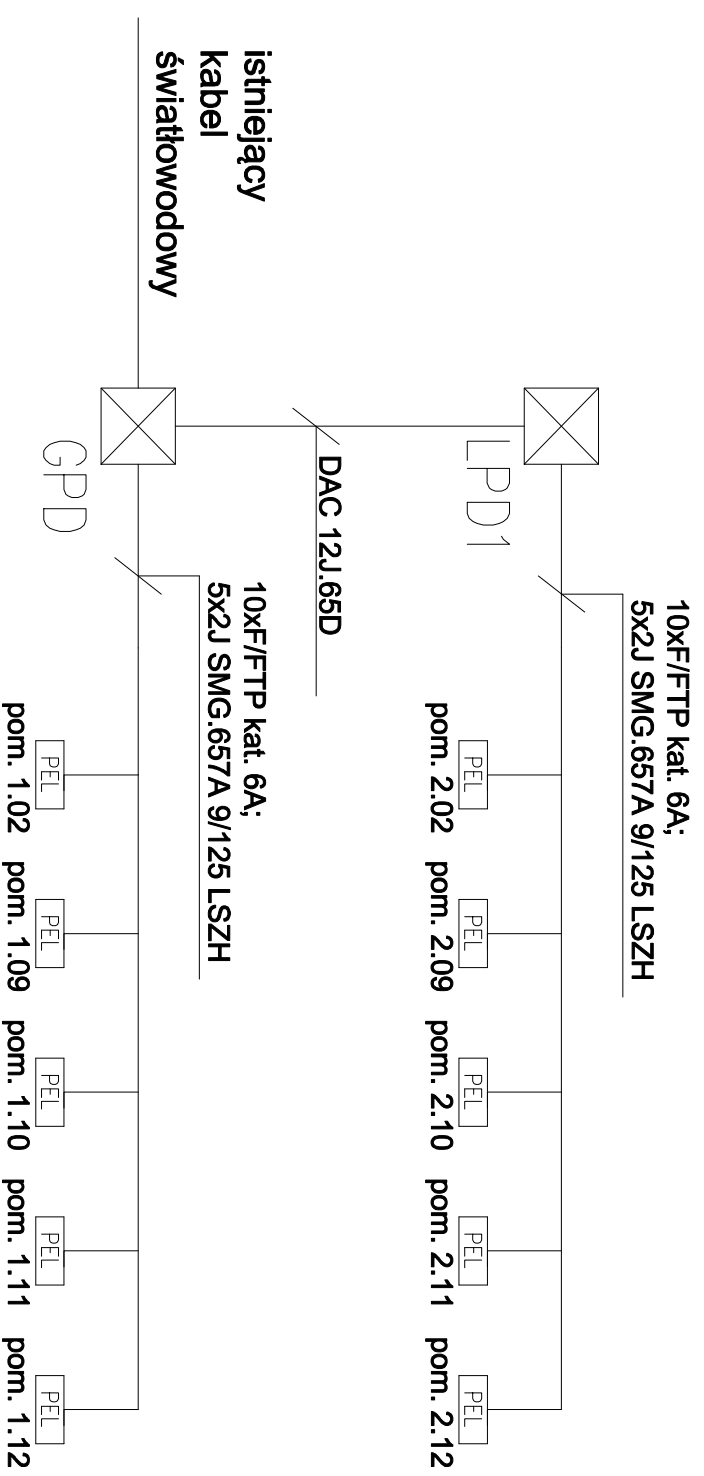 10xF/FTP kat. 6A;
5x2J SMG.657A 9/125 LSZH
LPD1
PEL
PEL
PEL
PEL
PEL
pom. 2.02
pom. 2.09
pom. 2.10
pom. 2.11
pom. 2.12
DAC 12J.65D
istniejący
kabel
światłowodowy
10xF/FTP kat. 6A;
5x2J SMG.657A 9/125 LSZH
GPD
PEL
PEL
PEL
PEL
PEL
pom. 1.02
pom. 1.09
pom. 1.10
pom. 1.11
pom. 1.12